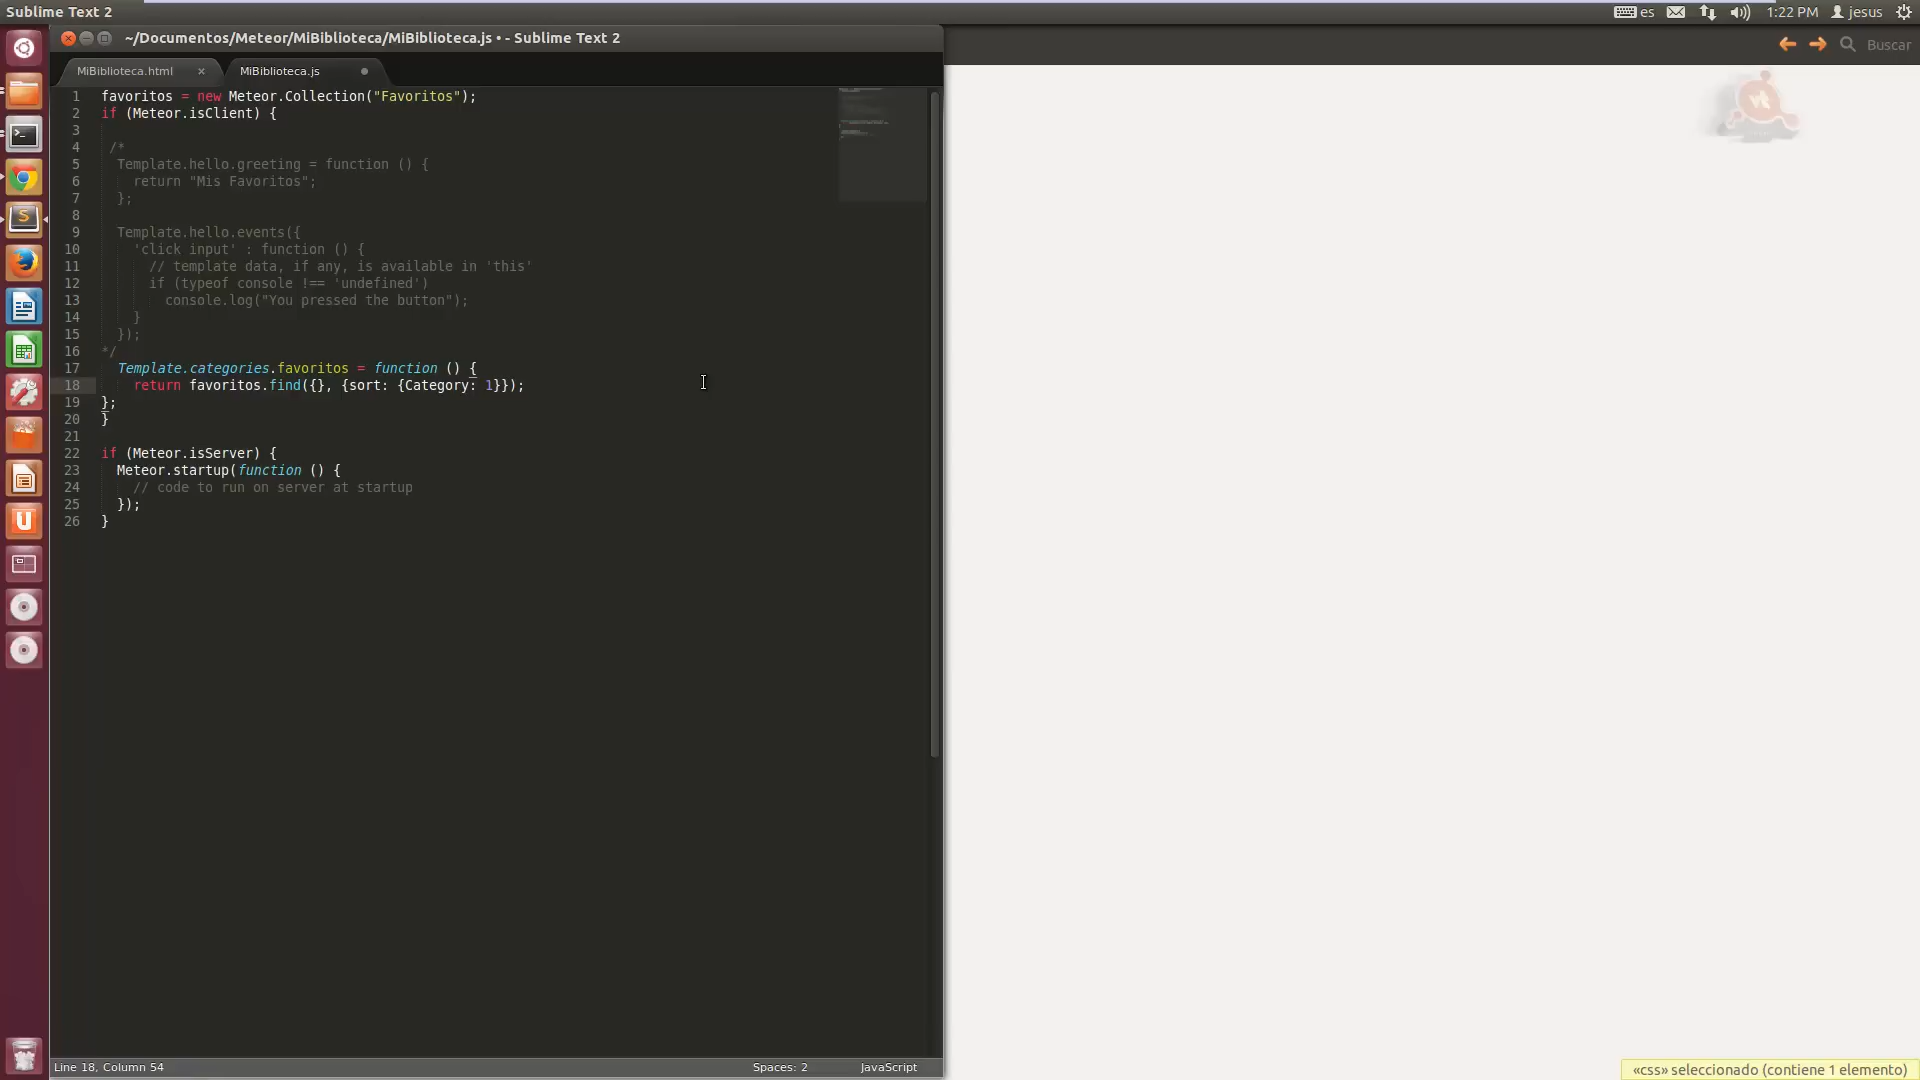 Sublime Text 2
es
1:22 PM
jesus
~/Documentos/Meteor/MiBiblioteca/MiBiblioteca.js • - Sublime Text 2
Buscar
MiBiblioteca.html ×
MiBiblioteca.js
1 favoritos = new Meteor.Collection("Favoritos");
2 if (Meteor.isClient) {
3
4 /*
5 Template.hello.greeting = function () {
6 return "Mis Favoritos";
7 };
8
9 Template.hello.events({
10 'click input' : function () {
11 // template data, if any, is available in 'this'
12 if (typeof console !== 'undefined')
13 console.log("You pressed the button");
14 }
15 });
16 */
17 Template.categories.favoritos = function () {
18 return favoritos.find({}, {sort: {Category: 1}});
19 };
20 }
21
22 if (Meteor.isServer) {
23 Meteor.startup(function () {
24 // code to run on server at startup
25 });
26 }
Line 18, Column 54
Spaces: 2
JavaScript
«css» seleccionado (contiene 1 elemento)